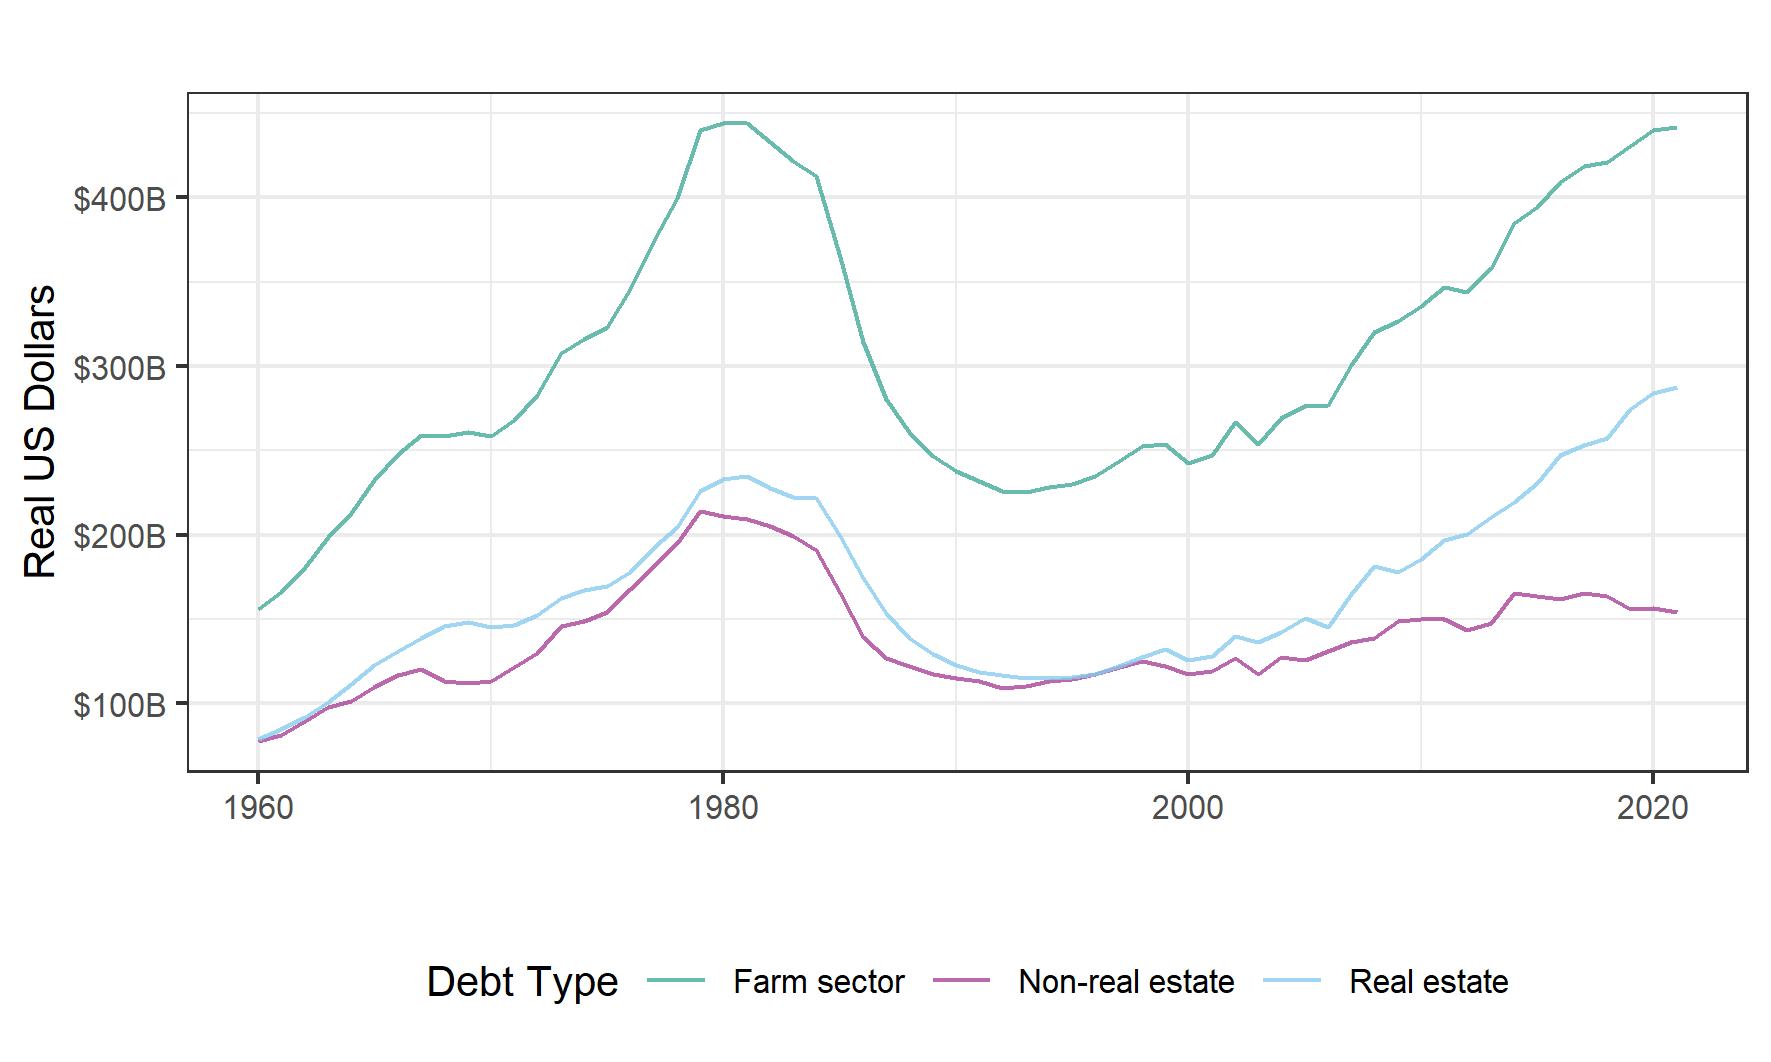 Real US Dollars
$400B
$300B
$200B
$100B
1960 1980 2000 2020
Debt Type Farm sector Non-real estate Real estate